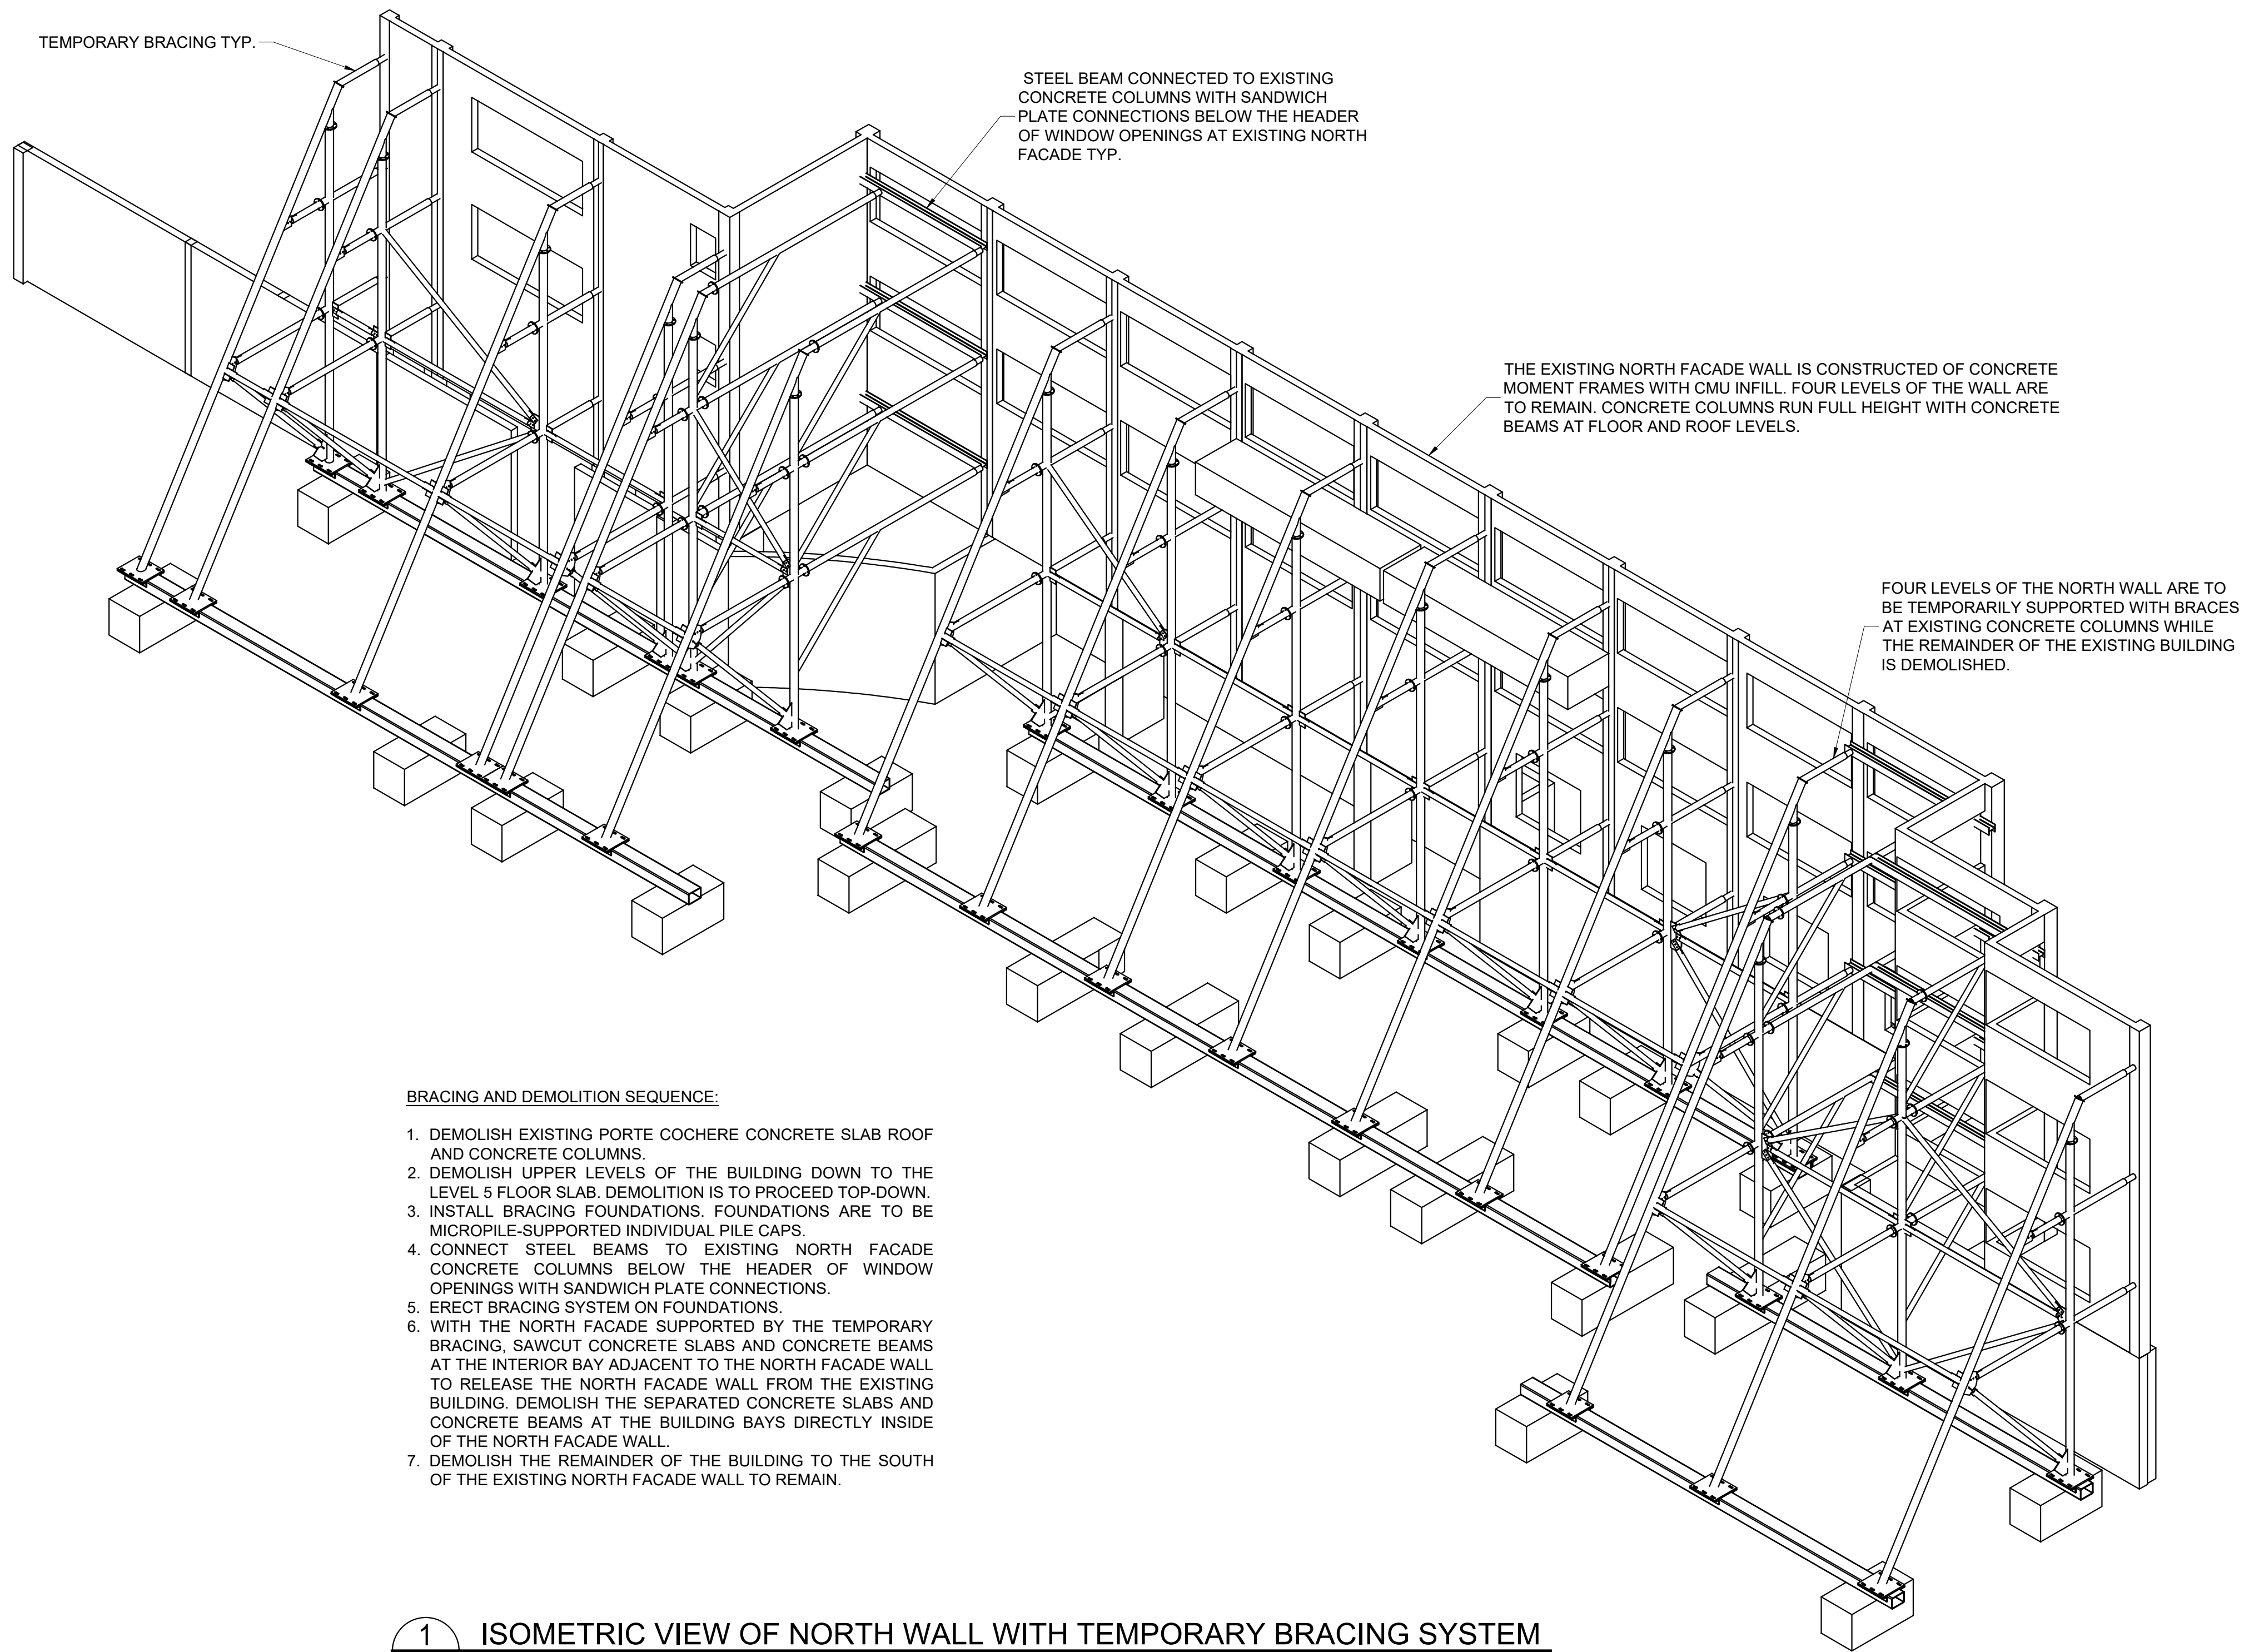 TEMPORARY BRACING TYP.
STEEL BEAM CONNECTED TO EXISTING
CONCRETE COLUMNS WITH SANDWICH
PLATE CONNECTIONS BELOW THE HEADER
OF WINDOW OPENINGS AT EXISTING NORTH
FACADE TYP.
THE EXISTING NORTH FACADE WALL IS CONSTRUCTED OF CONCRETE
MOMENT FRAMES WITH CMU INFILL. FOUR LEVELS OF THE WALL ARE
TO REMAIN. CONCRETE COLUMNS RUN FULL HEIGHT WITH CONCRETE
BEAMS AT FLOOR AND ROOF LEVELS.
FOUR LEVELS OF THE NORTH WALL ARE TO
BE TEMPORARILY SUPPORTED WITH BRACES
AT EXISTING CONCRETE COLUMNS WHILE
THE REMAINDER OF THE EXISTING BUILDING
IS DEMOLISHED.
BRACING AND DEMOLITION SEQUENCE:
1. DEMOLISH EXISTING PORTE COCHERE CONCRETE SLAB ROOF
AND CONCRETE COLUMNS.
2. DEMOLISH UPPER LEVELS OF THE BUILDING DOWN TO THE
LEVEL 5 FLOOR SLAB. DEMOLITION IS TO PROCEED TOP-DOWN.
3. INSTALL BRACING FOUNDATIONS. FOUNDATIONS ARE TO BE
MICROPILE-SUPPORTED INDIVIDUAL PILE CAPS.
4. CONNECT STEEL BEAMS TO EXISTING NORTH FACADE
CONCRETE COLUMNS BELOW THE HEADER OF WINDOW
OPENINGS WITH SANDWICH PLATE CONNECTIONS.
5. ERECT BRACING SYSTEM ON FOUNDATIONS.
6. WITH THE NORTH FACADE SUPPORTED BY THE TEMPORARY
BRACING, SAWCUT CONCRETE SLABS AND CONCRETE BEAMS
AT THE INTERIOR BAY ADJACENT TO THE NORTH FACADE WALL
TO RELEASE THE NORTH FACADE WALL FROM THE EXISTING
BUILDING. DEMOLISH THE SEPARATED CONCRETE SLABS AND
CONCRETE BEAMS AT THE BUILDING BAYS DIRECTLY INSIDE
OF THE NORTH FACADE WALL.
7. DEMOLISH THE REMAINDER OF THE BUILDING TO THE SOUTH
OF THE EXISTING NORTH FACADE WALL TO REMAIN.
1 ISOMETRIC VIEW OF NORTH WALL WITH TEMPORARY BRACING SYSTEM